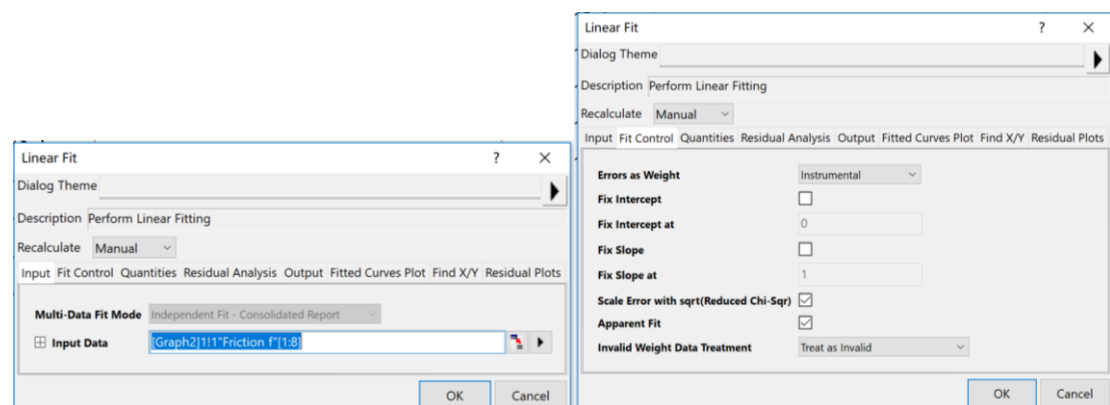 Linear Fit ? ×
Dialog Theme
Description Perform Linear Fitting
Recalculate Manual
Input Fit Control Quantities Residual Analysis Output Fitted Curves Plot Find X/Y Residual Plots
Multi-Data Fit Mode Independent Fit - Consolidated Report
Input Data [Graph2]1!1"Friction f"[1:8]
OK Cancel
Linear Fit ? ×
Dialog Theme
Description Perform Linear Fitting
Recalculate Manual
Input Fit Control Quantities Residual Analysis Output Fitted Curves Plot Find X/Y Residual Plots
Errors as Weight Instrumental
Fix Intercept
Fix Intercept at 0
Fix Slope
Fix Slope at 1
Scale Error with sqrt(Reduced Chi-Sqr)
Apparent Fit
Invalid Weight Data Treatment Treat as Invalid
OK Cancel